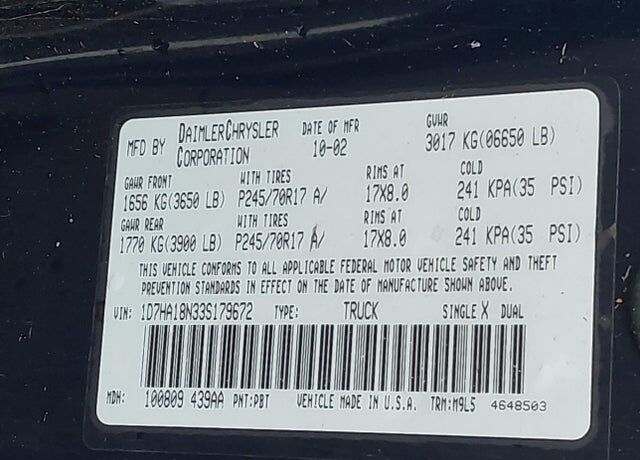 MFD BY DAIMLERCHRYSLER CORPORATION DATE OF MFR 10-02 GVWR 3017 KG(06650 LB)
GAWR FRONT WITH TIRES RIMS AT COLD
1656 KG(3650 LB) P245/70R17 A/ 17X8.0 241 KPA(35 PSI)
GAWR REAR WITH TIRES RIMS AT COLD
1770 KG(3900 LB) P245/70R17 A/ 17X8.0 241 KPA(35 PSI)
THIS VEHICLE CONFORMS TO ALL APPLICABLE FEDERAL MOTOR VEHICLE SAFETY AND THEFT
PREVENTION STANDARDS IN EFFECT ON THE DATE OF MANUFACTURE SHOWN ABOVE.
VIN: 1D7HA18N33S179672 TYPE: TRUCK SINGLE X DUAL
MDH: 100809 439AA PNT:PBT VEHICLE MADE IN U.S.A. TRM:M9L5 4648503